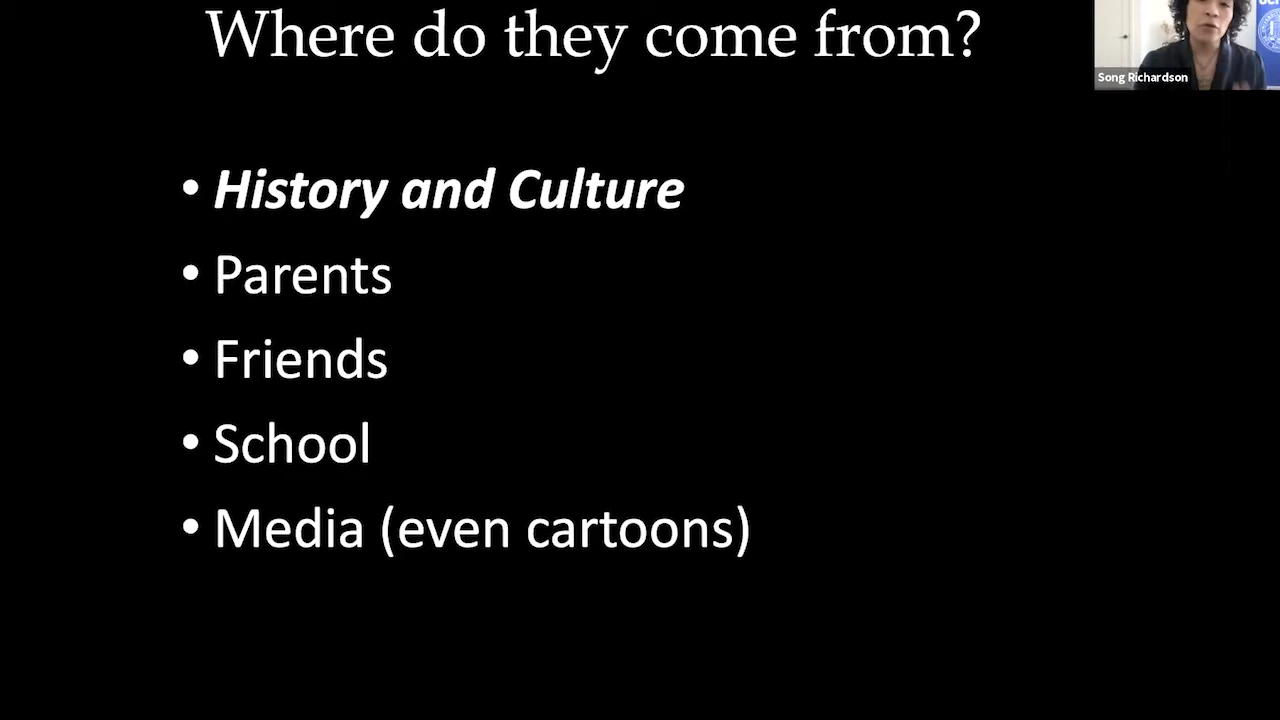 Where do they come from?
Song Richardson
• History and Culture
• Parents
• Friends
• School
• Media (even cartoons)